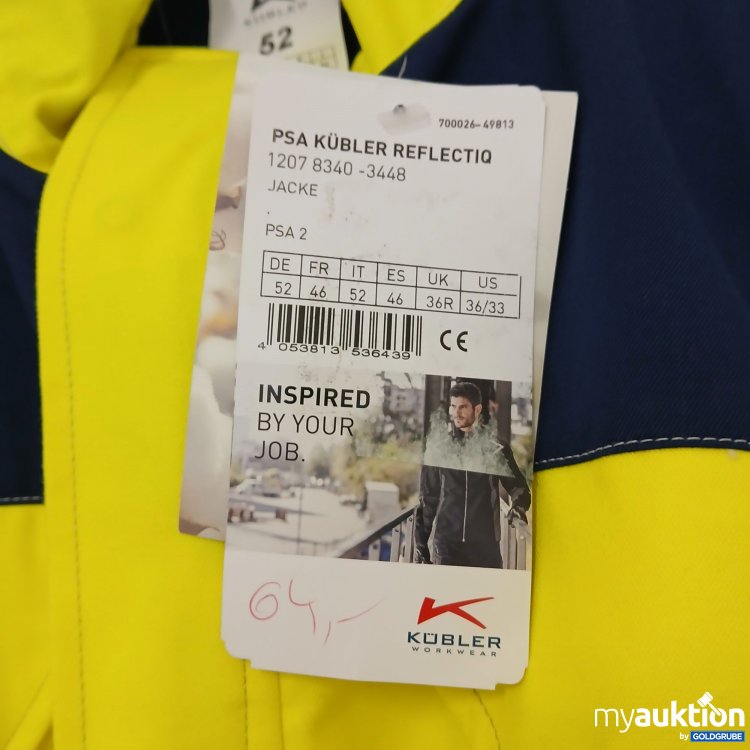 KÜBLER
52
700026-49813
PSA KÜBLER REFLECTIQ
1207 8340 -3448
JACKE
PSA 2
DE FR IT ES UK US
52 46 52 46 36R 36/33
4 053813 536439
CE
INSPIRED
BY YOUR
JOB.
64,-
KÜBLER
WORKWEAR
myauktion
by GOLDGRUBE